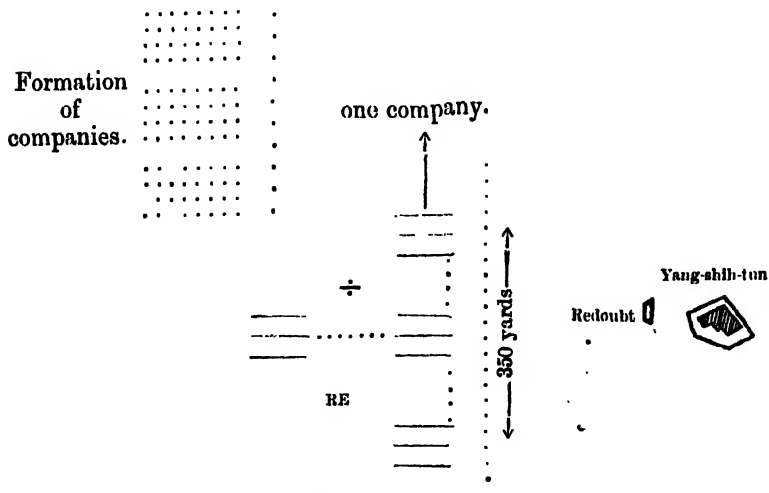 Formation
of
companies.
one company.
350 yards
Yang-shih-tun
Redoubt
RE